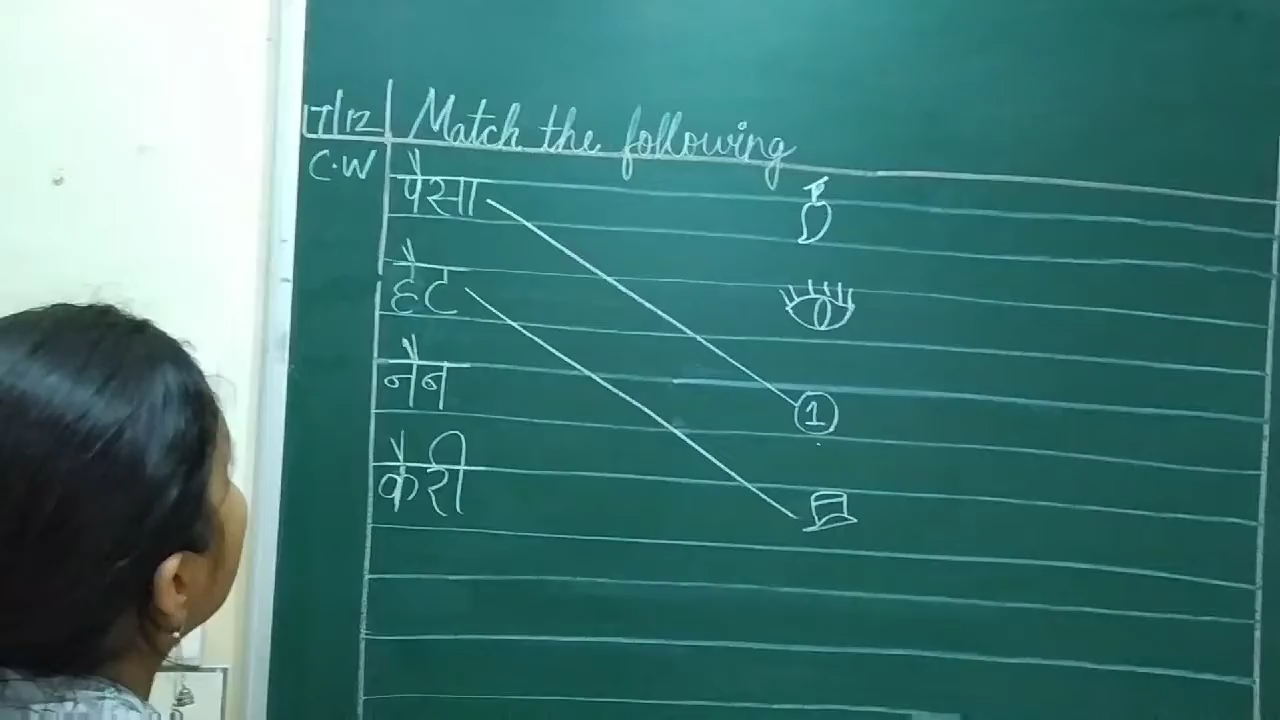 17/12 Match the following
C.W पैसा
हैट
नैन
1
कैरी